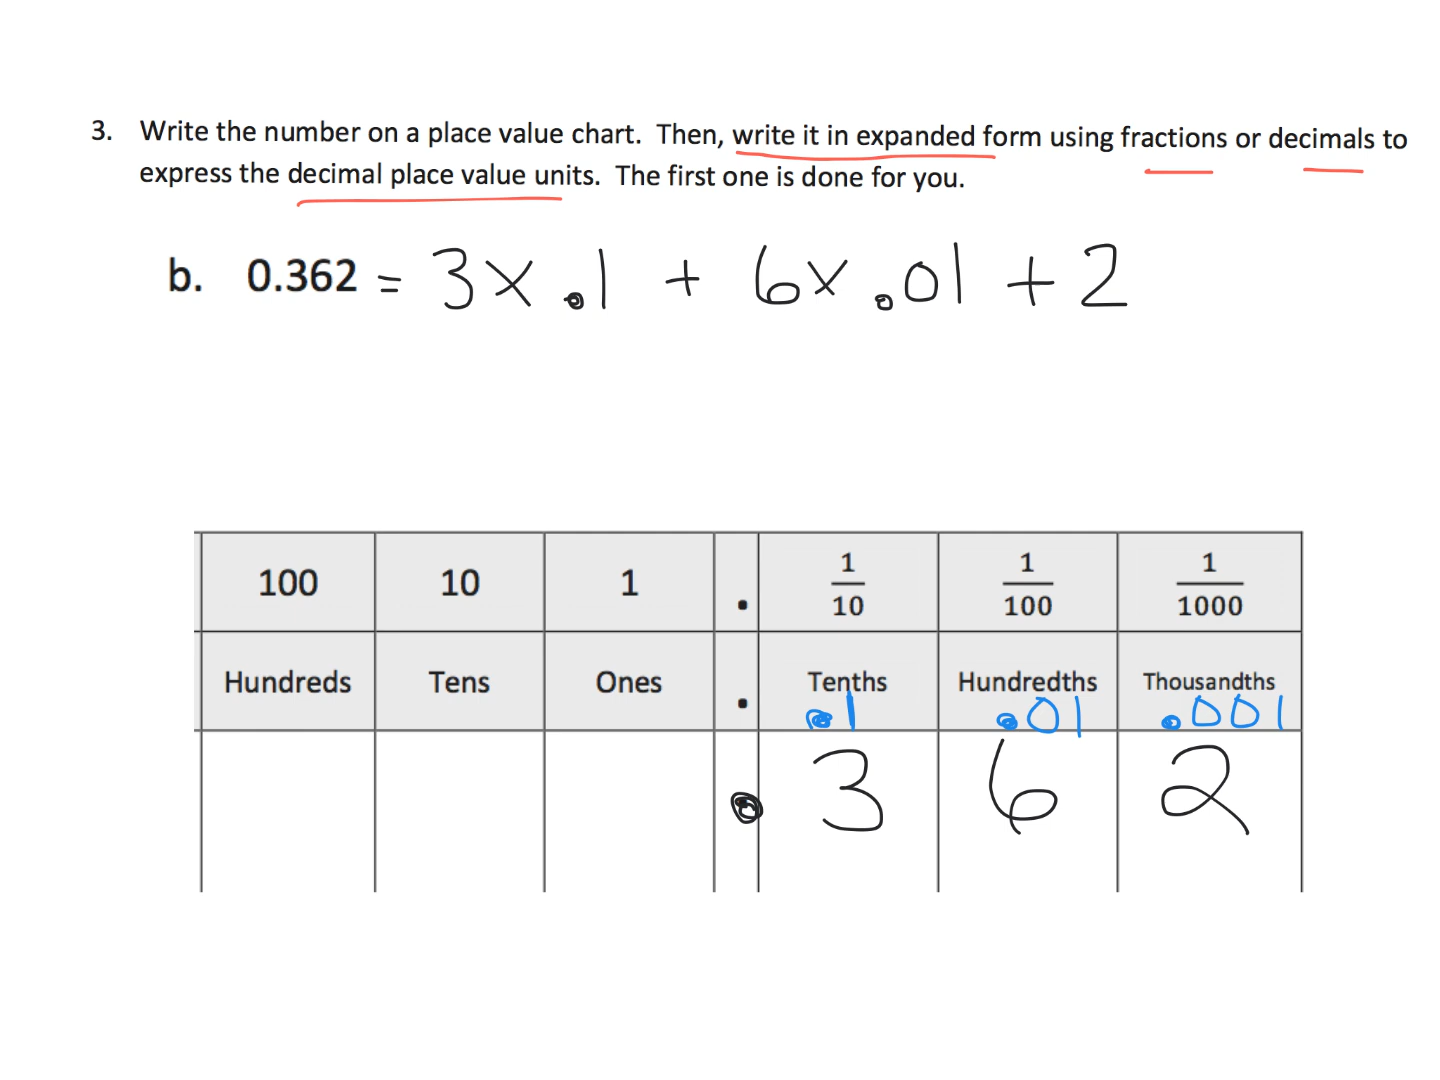 3. Write the number on a place value chart. Then, write it in expanded form using fractions or decimals to
express the decimal place value units. The first one is done for you.
b. 0.362 = 3 x .1 + 6 x .01 + 2
100 10 1 . 1/10 1/100 1/1000
Hundreds Tens Ones . Tenths Hundredths Thousandths
.1 .01 .001
. 3 6 2